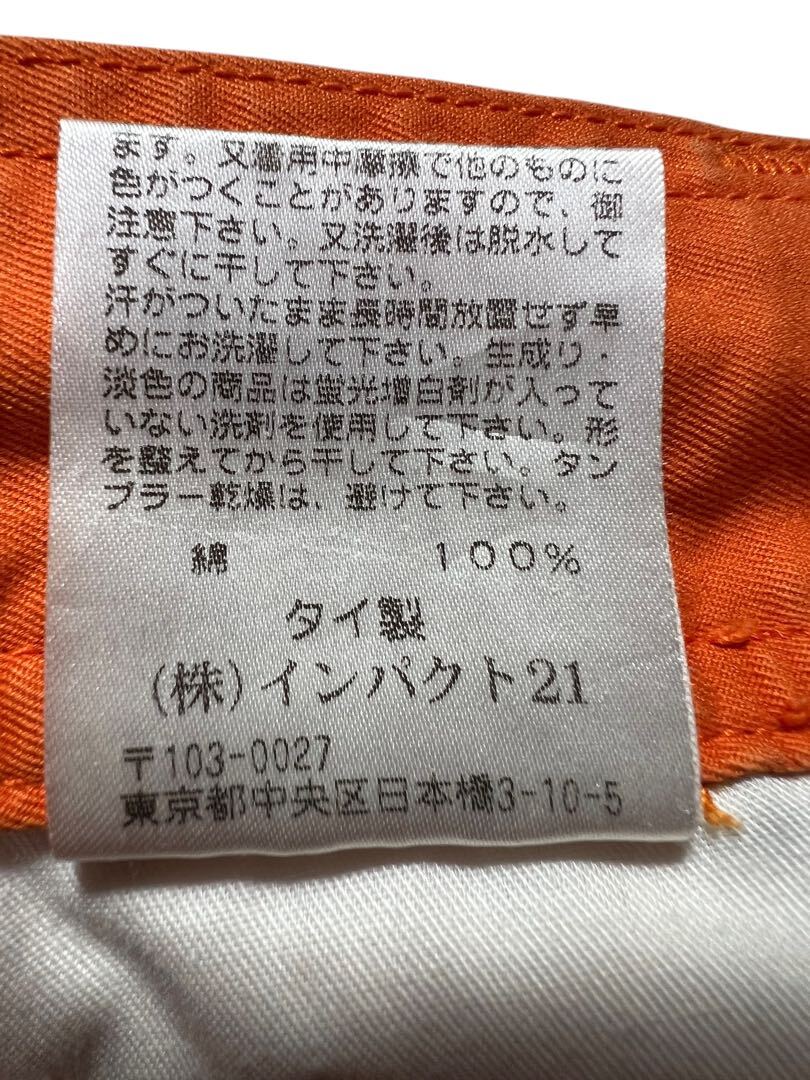 ます。又着用中摩擦で他のものに
色がつくことがありますので、御
注意下さい。又洗濯後は脱水して
すぐに干して下さい。
汗がついたまま長時間放置せず早
めにお洗濯して下さい。生成り・
淡色の商品は蛍光増白剤が入って
いない洗剤を使用して下さい。形
を整えてから干して下さい。タン
ブラー乾燥は、避けて下さい。
綿 100%
タイ製
(株)インパクト21
〒103-0027
東京都中央区日本橋3-10-5